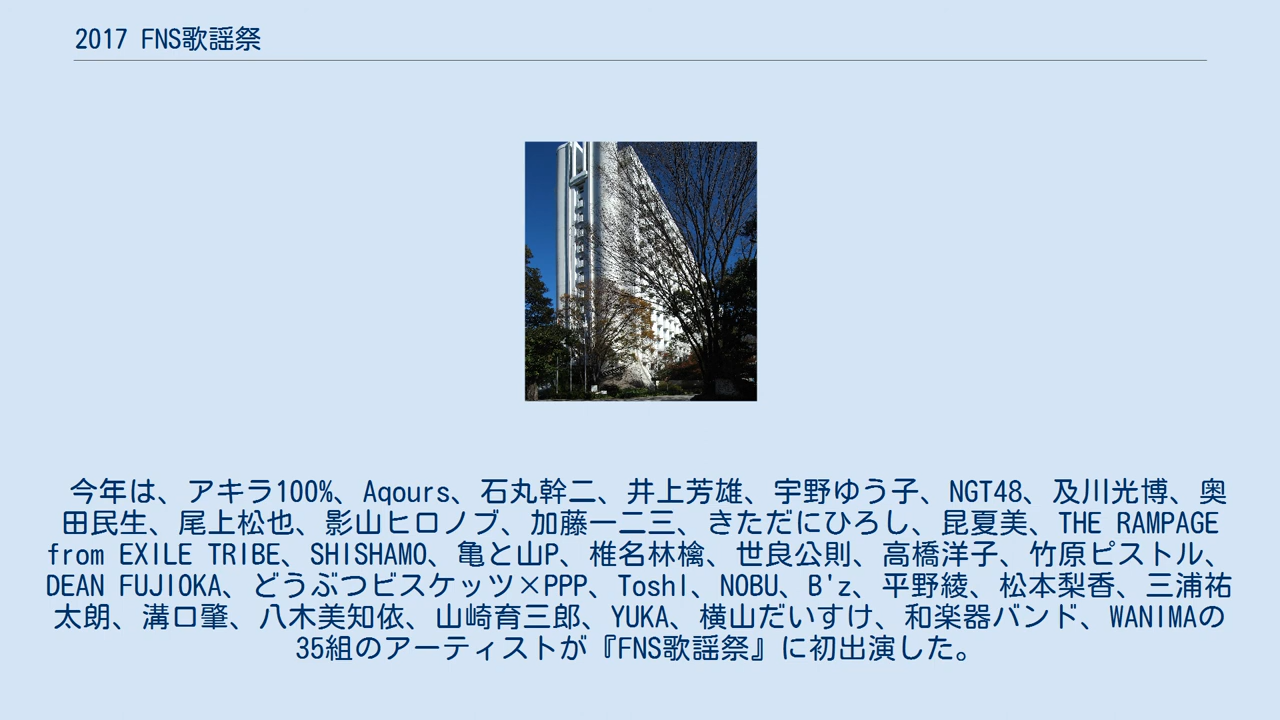 2017 FNS歌謡祭
今年は、アキラ100%、Aqours、石丸幹二、井上芳雄、宇野ゆう子、NGT48、及川光博、奥
田民生、尾上松也、影山ヒロノブ、加藤一二三、きただにひろし、昆夏美、THE RAMPAGE
from EXILE TRIBE、SHISHAMO、亀と山P、椎名林檎、世良公則、高橋洋子、竹原ピストル、
DEAN FUJIOKA、どうぶつビスケッツ×PPP、ToshI、NOBU、B'z、平野綾、松本梨香、三浦祐
太朗、溝口肇、八木美知依、山崎育三郎、YUKA、横山だいすけ、和楽器バンド、WANIMAの
35組のアーティストが『FNS歌謡祭』に初出演した。